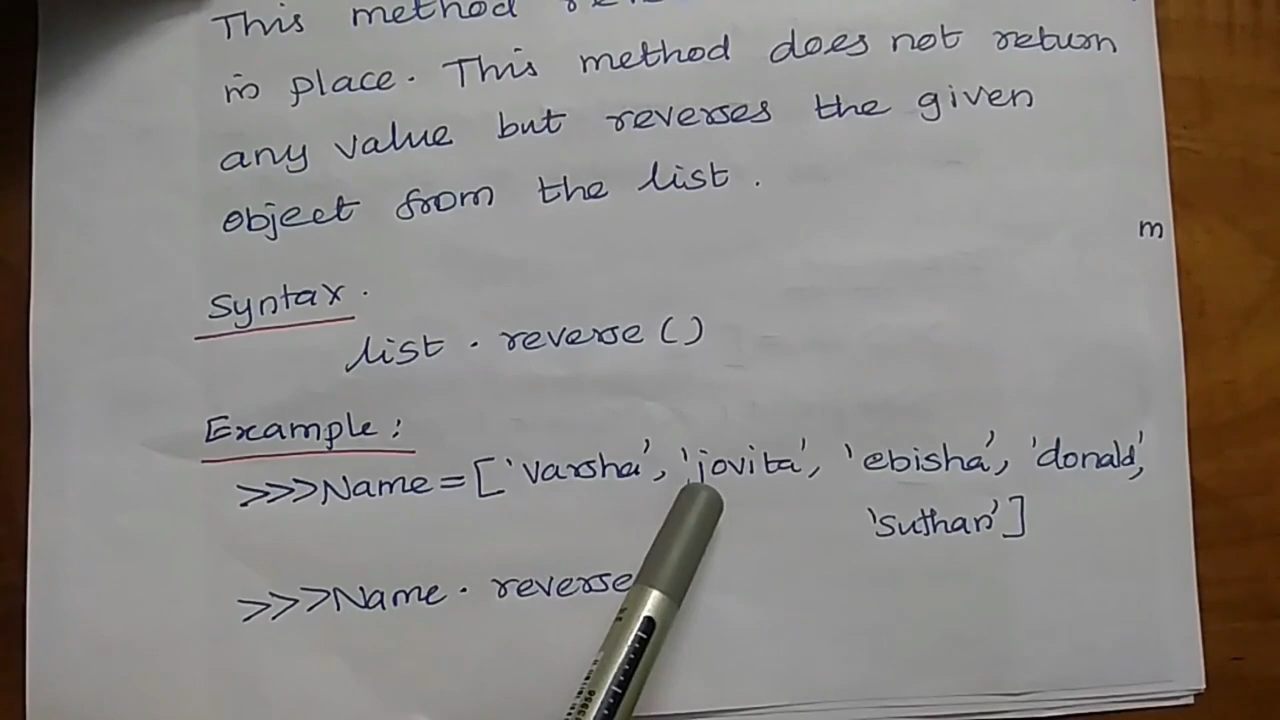 This method
in place. This method does not return
any value but reverses the given
object from the list.
m
Syntax.
list . reverse ()
Example:
>>>Name=['Varsha', 'jovita', 'ebisha', 'donald',
'Suthan']
>>>Name . reverse